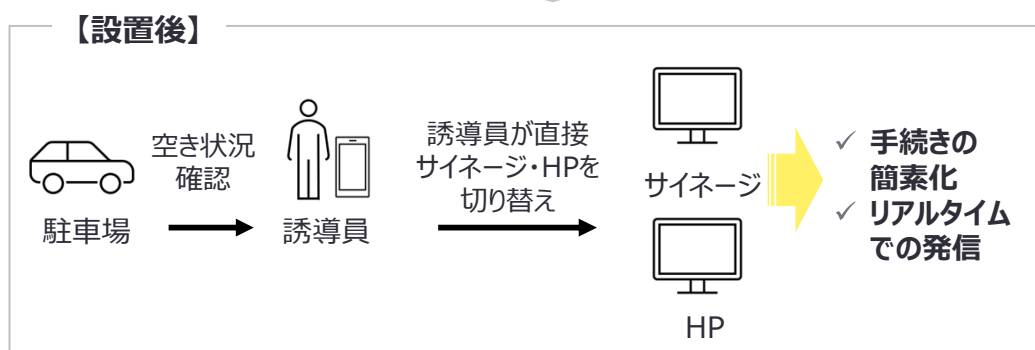 【設置後】
駐車場
空き状況
確認
誘導員
誘導員が直接
サイネージ・HPを
切り替え
サイネージ
HP
✓ 手続きの
簡素化
✓ リアルタイム
での発信